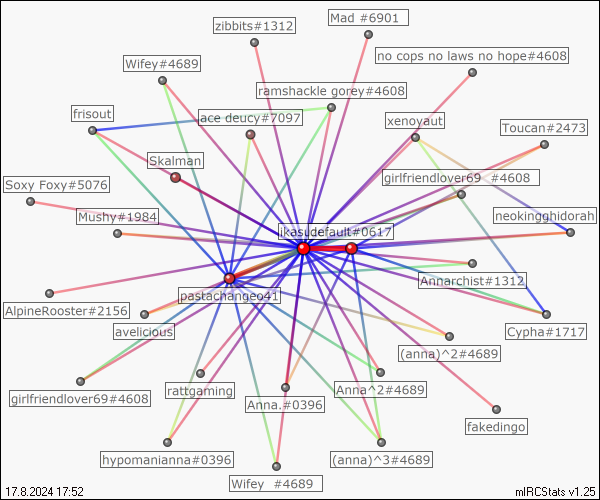 Mad #6901
zibbits#1312
no cops no laws no hope#4608
Wifey#4689
ramshackle gorey#4608
frisout
ace deucy#7097
xenoyaut
Toucan#2473
Skalman
girlfriendlover69 #4608
Soxy Foxy#5076
Mushy#1984
neokingghidorah
ikasudefault#0617
Annarchist#1312
pastachangeo41
AlpineRooster#2156
avelicious
Cypha#1717
(anna)^2#4689
rattgaming
Anna^2#4689
girlfriendlover69#4608
Anna.#0396
fakedingo
hypomanianna#0396
(anna)^3#4689
Wifey #4689
17.8.2024 17:52
mIRCStats v1.25